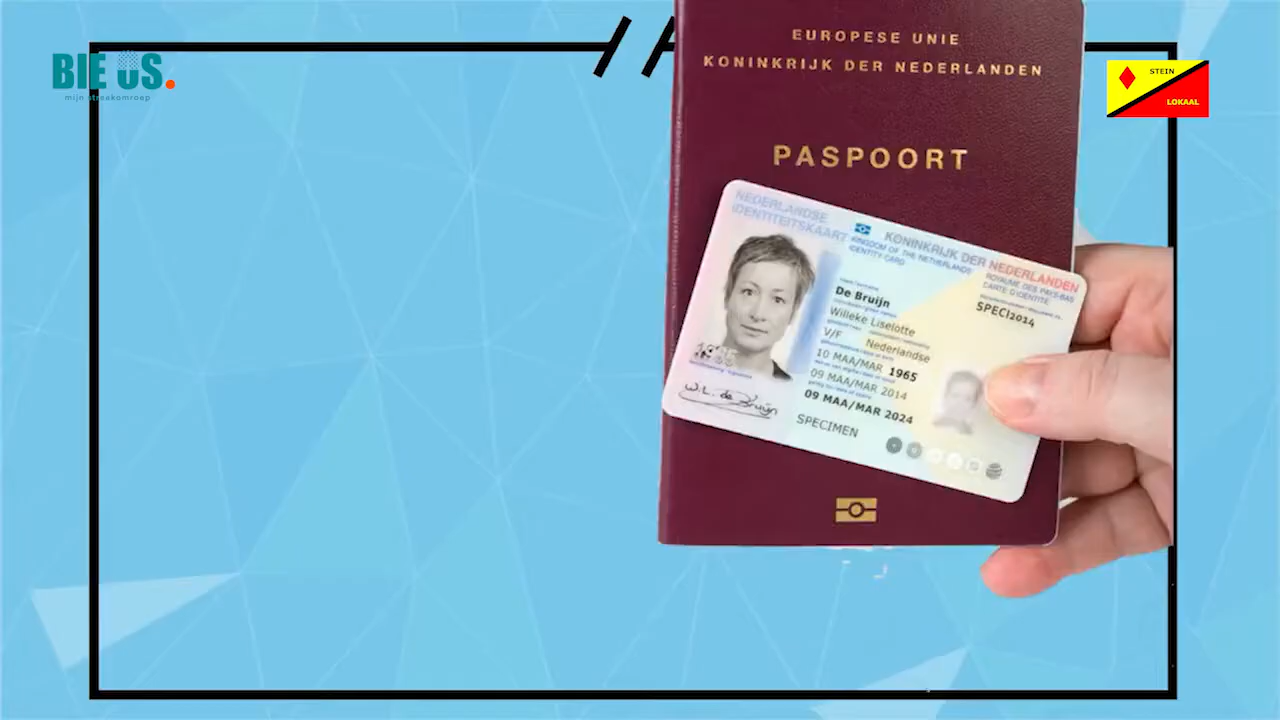 BIE OS.
mijn streekomroep
STEIN
LOKAAL
EUROPESE UNIE
KONINKRIJK DER NEDERLANDEN
PASPOORT
NEDERLANDSE
IDENTITEITSKAART
KONINKRIJK DER NEDERLANDEN
KINGDOM OF THE NETHERLANDS
IDENTITY CARD
ROYAUME DES PAYS-BAS
CARTE D'IDENTITÉ
SPECI2014
De Bruijn
Willeke Liselotte
V/F Nederlandse
10 MAA/MAR 1965
09 MAA/MAR 2014
09 MAA/MAR 2024
W.L. de Bruijn
SPECIMEN